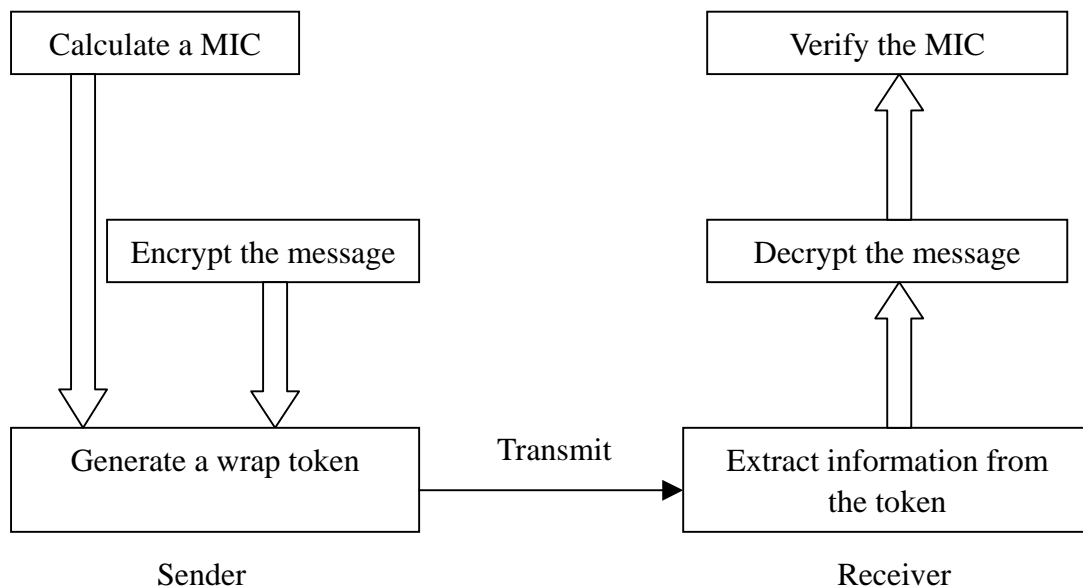 Calculate a MIC
Verify the MIC
Encrypt the message
Decrypt the message
Generate a wrap token
Transmit
Extract information from
the token
Sender
Receiver